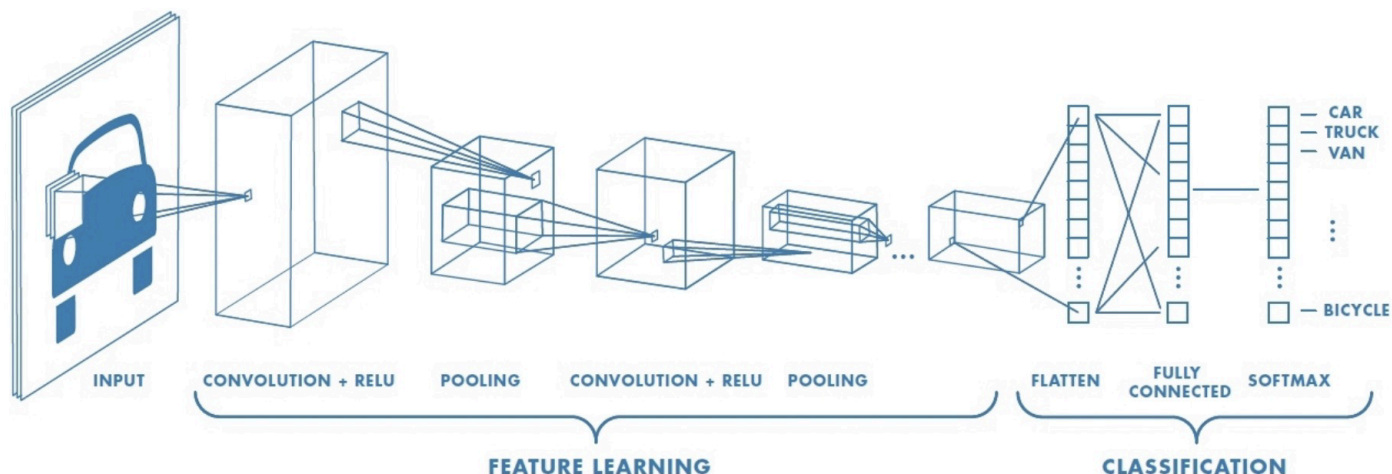 CAR
TRUCK
VAN
BICYCLE
INPUT
CONVOLUTION + RELU
POOLING
CONVOLUTION + RELU
POOLING
FLATTEN
FULLY
CONNECTED
SOFTMAX
FEATURE LEARNING
CLASSIFICATION